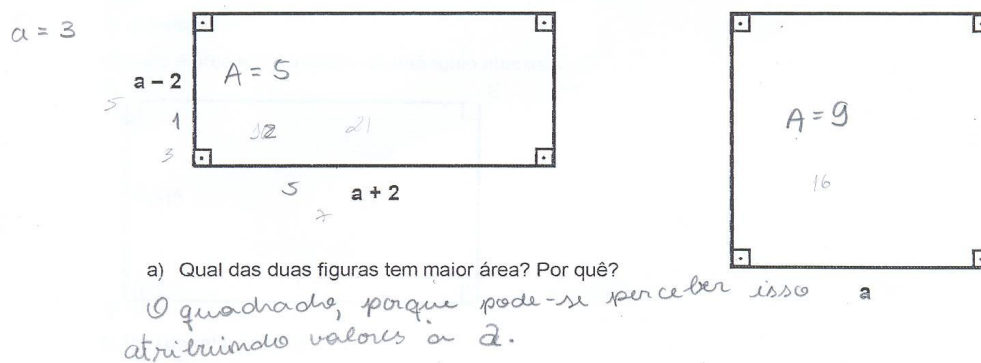 a = 3
a – 2
A = 5
5
1
12
21
3
5
a + 2
7
A = 9
16
a
a) Qual das duas figuras tem maior área? Por quê?
O quadrado, porque pode-se perceber isso
atribuindo valores à a.